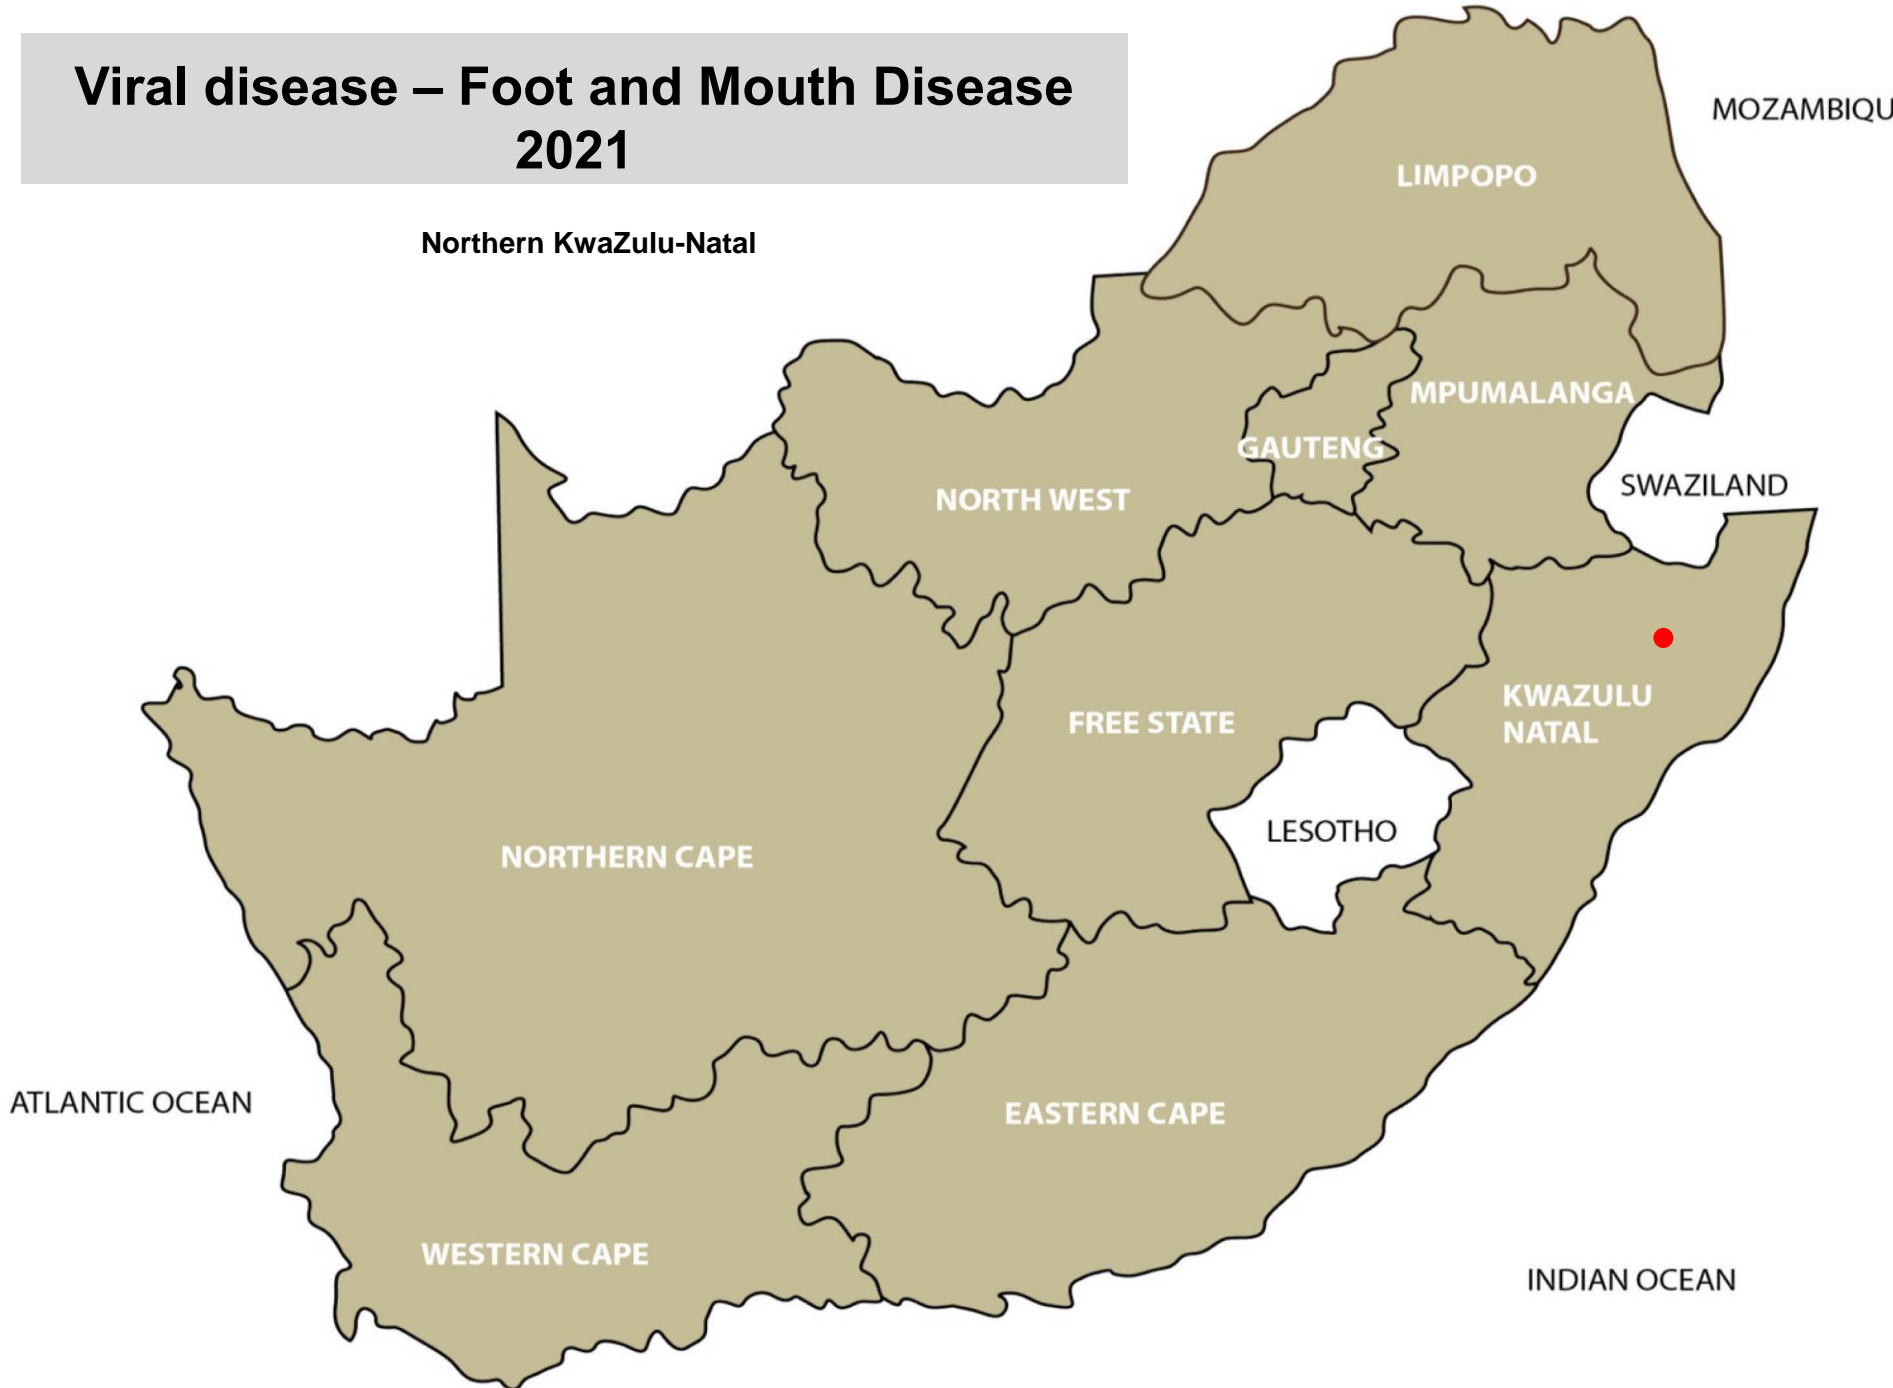 Viral disease – Foot and Mouth Disease
2021
Northern KwaZulu-Natal
MOZAMBIQU
LIMPOPO
MPUMALANGA
GAUTENG
SWAZILAND
NORTH WEST
KWAZULU
NATAL
FREE STATE
LESOTHO
NORTHERN CAPE
ATLANTIC OCEAN
EASTERN CAPE
WESTERN CAPE
INDIAN OCEAN